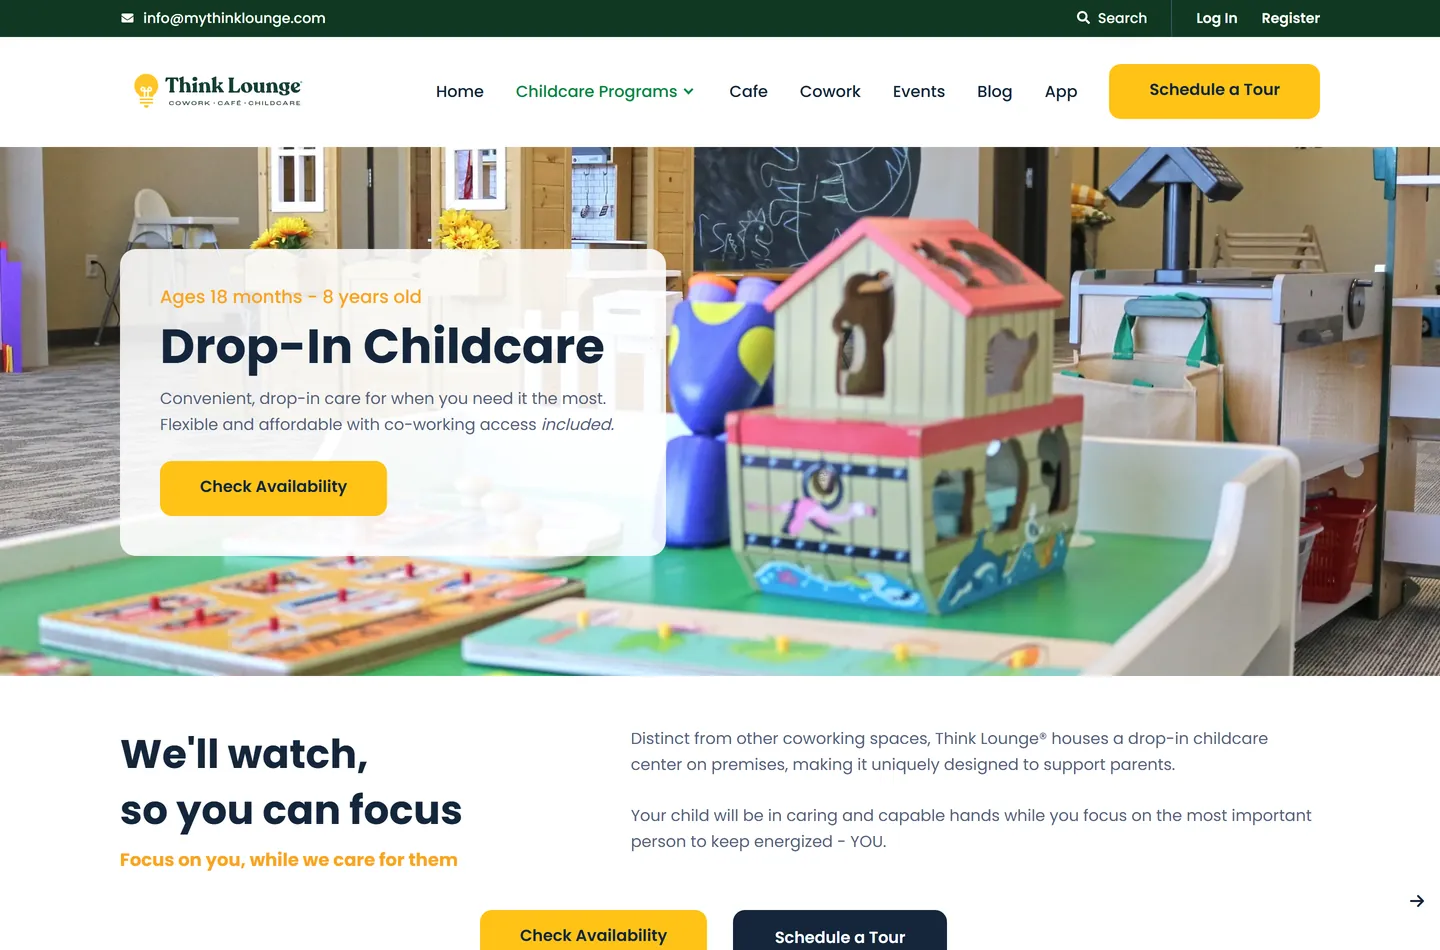 info@mythinklounge.com
Search
Log In
Register
Think Lounge
COWORK · CAFÉ · CHILDCARE
Home
Childcare Programs
Cafe
Cowork
Events
Blog
App
Schedule a Tour
Ages 18 months - 8 years old
Drop-In Childcare
Convenient, drop-in care for when you need it the most.
Flexible and affordable with co-working access included.
Check Availability
We'll watch,
so you can focus
Focus on you, while we care for them
Distinct from other coworking spaces, Think Lounge® houses a drop-in childcare
center on premises, making it uniquely designed to support parents.
Your child will be in caring and capable hands while you focus on the most important
person to keep energized - YOU.
Check Availability
Schedule a Tour